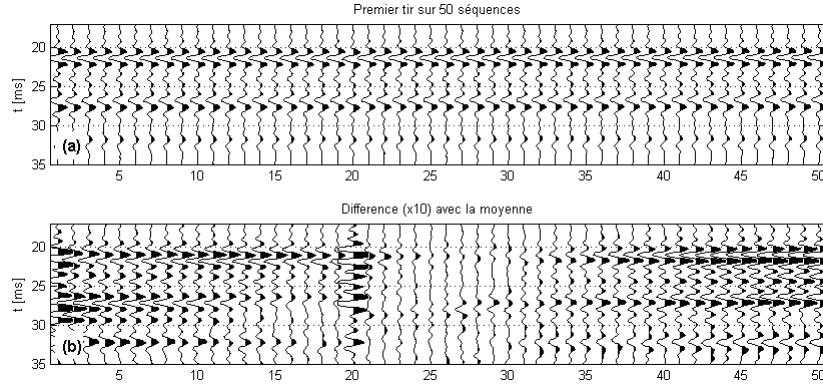 Premier tir sur 50 séquences
t [ms]
20
25
30
35
(a)
5 10 15 20 25 30 35 40 45 50
Difference (x10) avec la moyenne
t [ms]
20
25
30
35
(b)
5 10 15 20 25 30 35 40 45 50